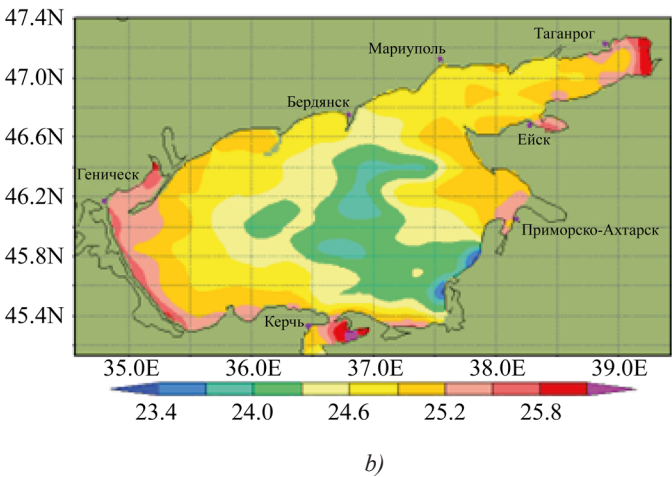 47.4N
Таганрог
Мариуполь
47.0N
Бердянск
46.6N
Ейск
Геническ
46.2N
Приморско-Ахтарск
45.8N
45.4N
Керчь
35.0E 36.0E 37.0E 38.0E 39.0E
23.4 24.0 24.6 25.2 25.8
b)